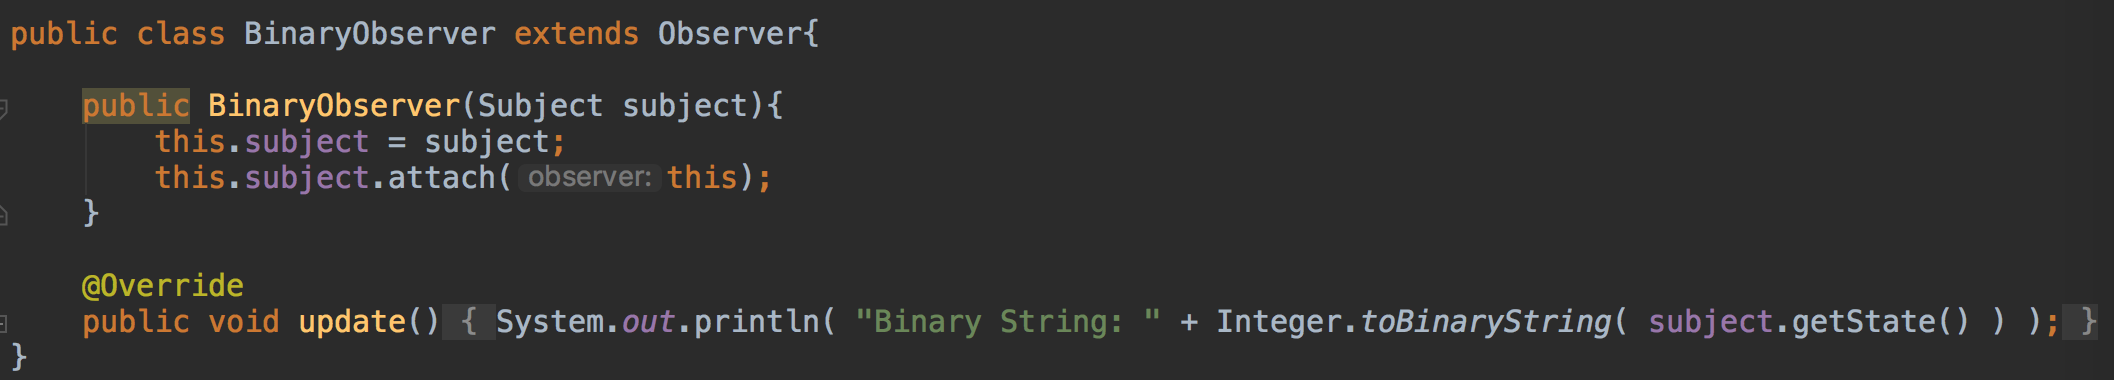 public class BinaryObserver extends Observer{
public BinaryObserver(Subject subject){
this.subject = subject;
this.subject.attach( observer: this);
}
@Override
public void update() { System.out.println( "Binary String: " + Integer.toBinaryString( subject.getState() ) ); }
}